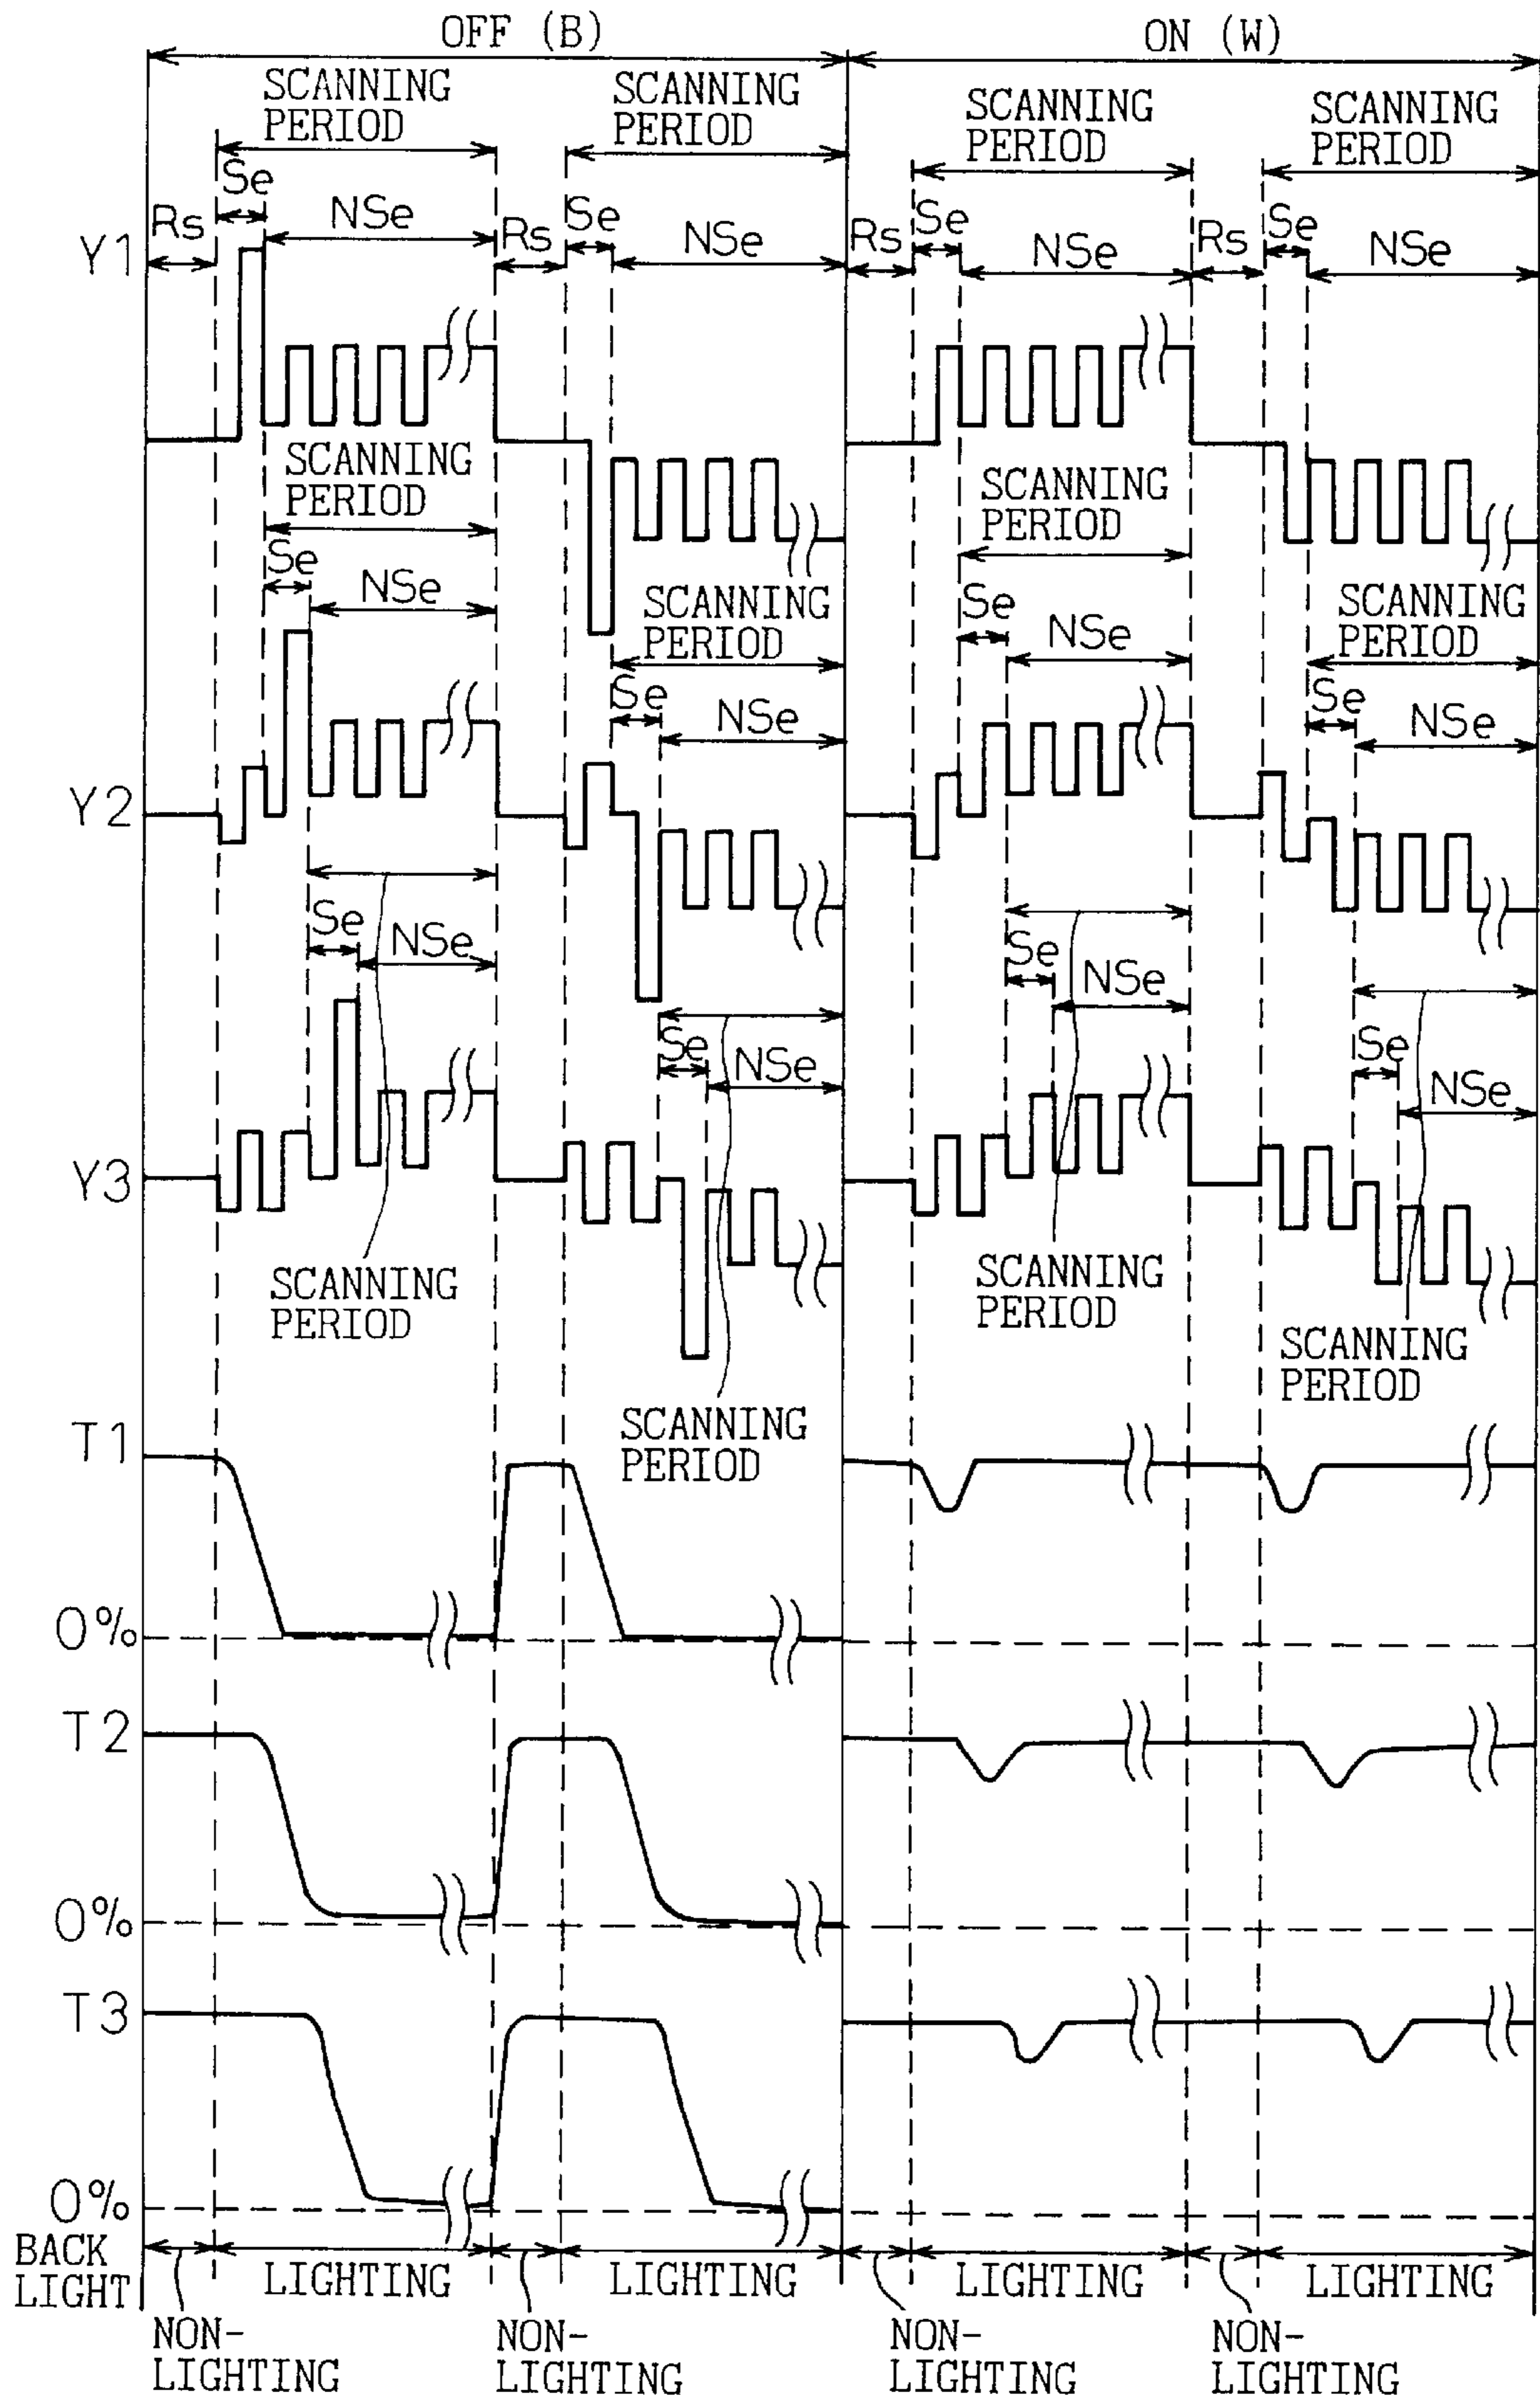 OFF (B)
ON (W)
SCANNING
PERIOD
SCANNING
PERIOD
SCANNING
PERIOD
SCANNING
PERIOD
Y1
Rs
Se
NSe
Rs
Se
NSe
Rs
Se
NSe
Rs
Se
NSe
SCANNING
PERIOD
SCANNING
PERIOD
SCANNING
PERIOD
SCANNING
PERIOD
Y2
Se
NSe
Se
NSe
Se
NSe
Se
NSe
Y3
Se
NSe
Se
NSe
Se
NSe
Se
NSe
SCANNING
PERIOD
SCANNING
PERIOD
SCANNING
PERIOD
SCANNING
PERIOD
T1
0%
T2
0%
T3
0%
BACK
LIGHT
LIGHTING
LIGHTING
LIGHTING
LIGHTING
NON-
LIGHTING
NON-
LIGHTING
NON-
LIGHTING
NON-
LIGHTING